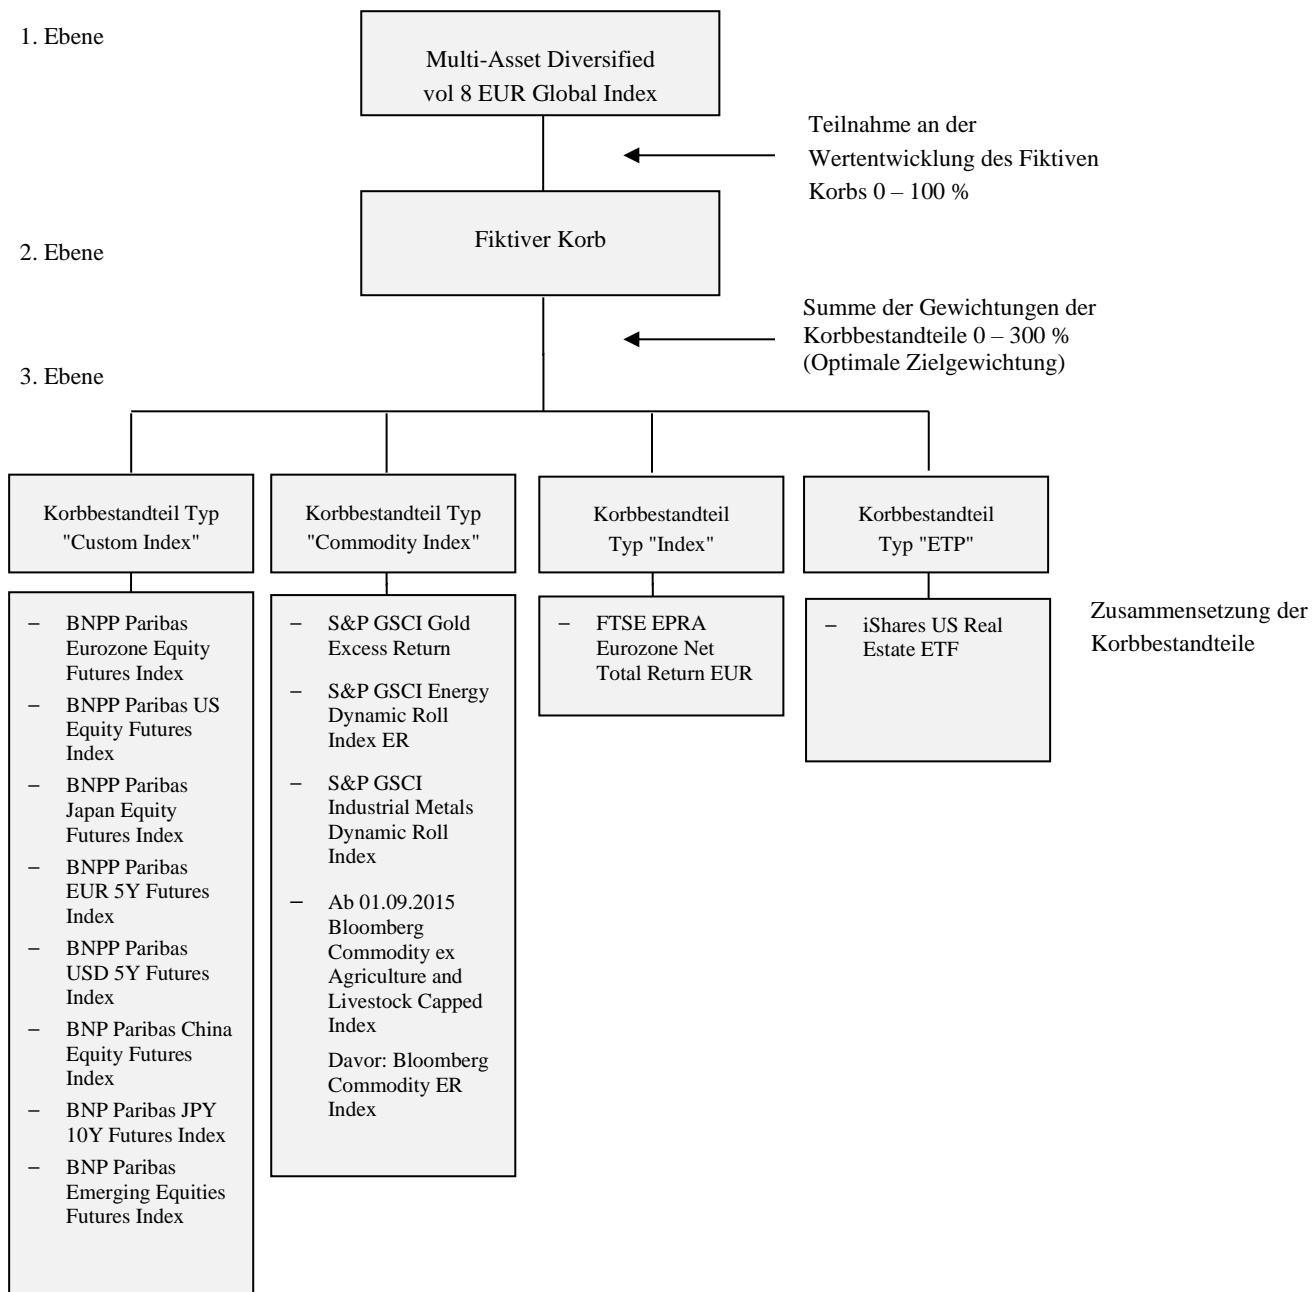 1. Ebene
Multi-Asset Diversified
vol 8 EUR Global Index
Teilnahme an der
Wertentwicklung des Fiktiven
Korbs 0 – 100 %
2. Ebene
Fiktiver Korb
Summe der Gewichtungen der
Korbbestandteile 0 – 300 %
(Optimale Zielgewichtung)
3. Ebene
Korbbestandteil Typ
"Custom Index"
Korbbestandteil Typ
"Commodity Index"
Korbbestandteil
Typ "Index"
Korbbestandteil
Typ "ETP"
– BNPP Paribas
Eurozone Equity
Futures Index
– BNPP Paribas US
Equity Futures
Index
– BNPP Paribas
Japan Equity
Futures Index
– BNPP Paribas
EUR 5Y Futures
Index
– BNPP Paribas
USD 5Y Futures
Index
– BNP Paribas China
Equity Futures
Index
– BNP Paribas JPY
10Y Futures Index
– BNP Paribas
Emerging Equities
Futures Index
– S&P GSCI Gold
Excess Return
– S&P GSCI Energy
Dynamic Roll
Index ER
– S&P GSCI
Industrial Metals
Dynamic Roll
Index
– Ab 01.09.2015
Bloomberg
Commodity ex
Agriculture and
Livestock Capped
Index
Davor: Bloomberg
Commodity ER
Index
– FTSE EPRA
Eurozone Net
Total Return EUR
– iShares US Real
Estate ETF
Zusammensetzung der
Korbbestandteile